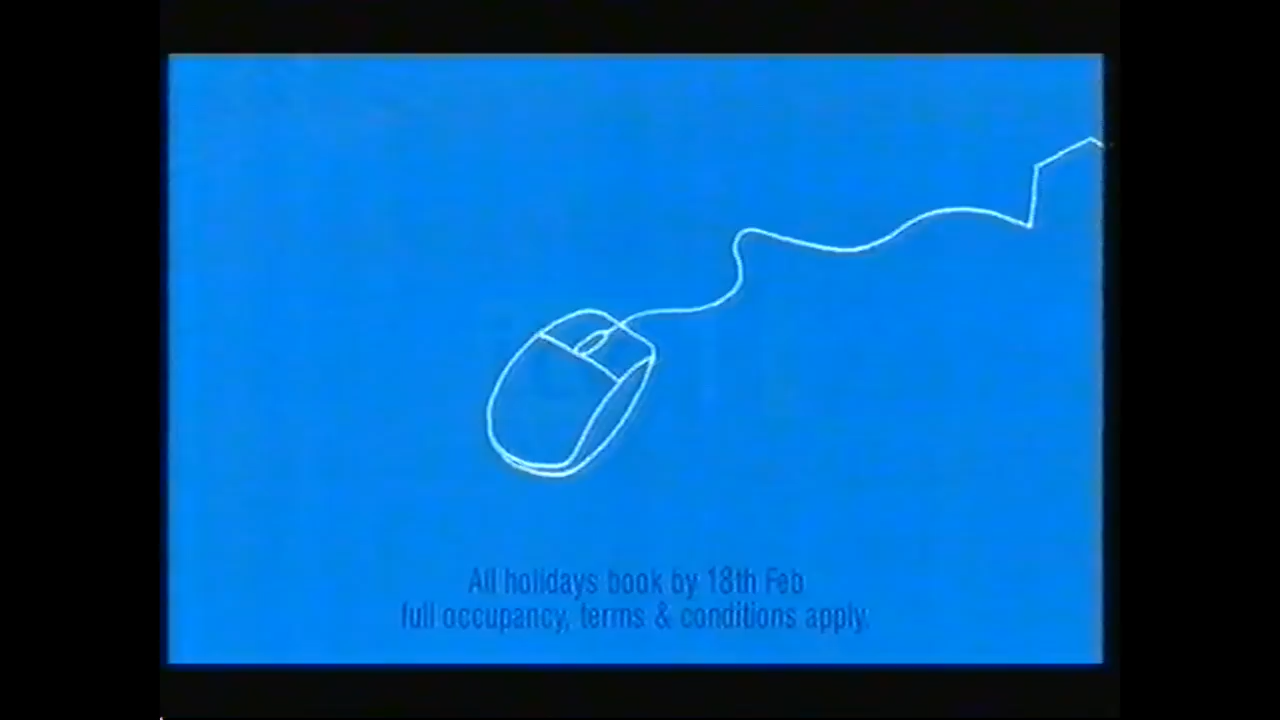 All holidays book by 18th Feb
full occupancy, terms & conditions apply.